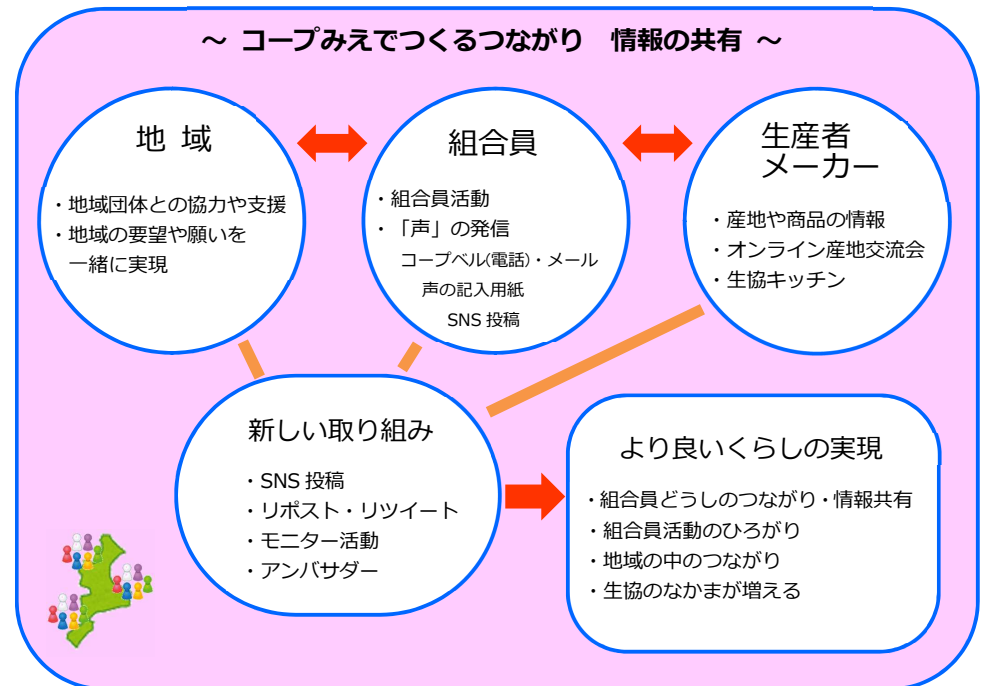 ～ コープみえでつくるつながり　情報の共有 ～
地 域
・地域団体との協力や支援
・地域の要望や願いを
一緒に実現
組合員
・組合員活動
・「声」の発信
コープベル(電話)・メール
声の記入用紙
SNS 投稿
生産者
メーカー
・産地や商品の情報
・オンライン産地交流会
・生協キッチン
新しい取り組み
・SNS 投稿
・リポスト・リツイート
・モニター活動
・アンバサダー
より良いくらしの実現
・組合員どうしのつながり・情報共有
・組合員活動のひろがり
・地域の中のつながり
・生協のなかまが増える